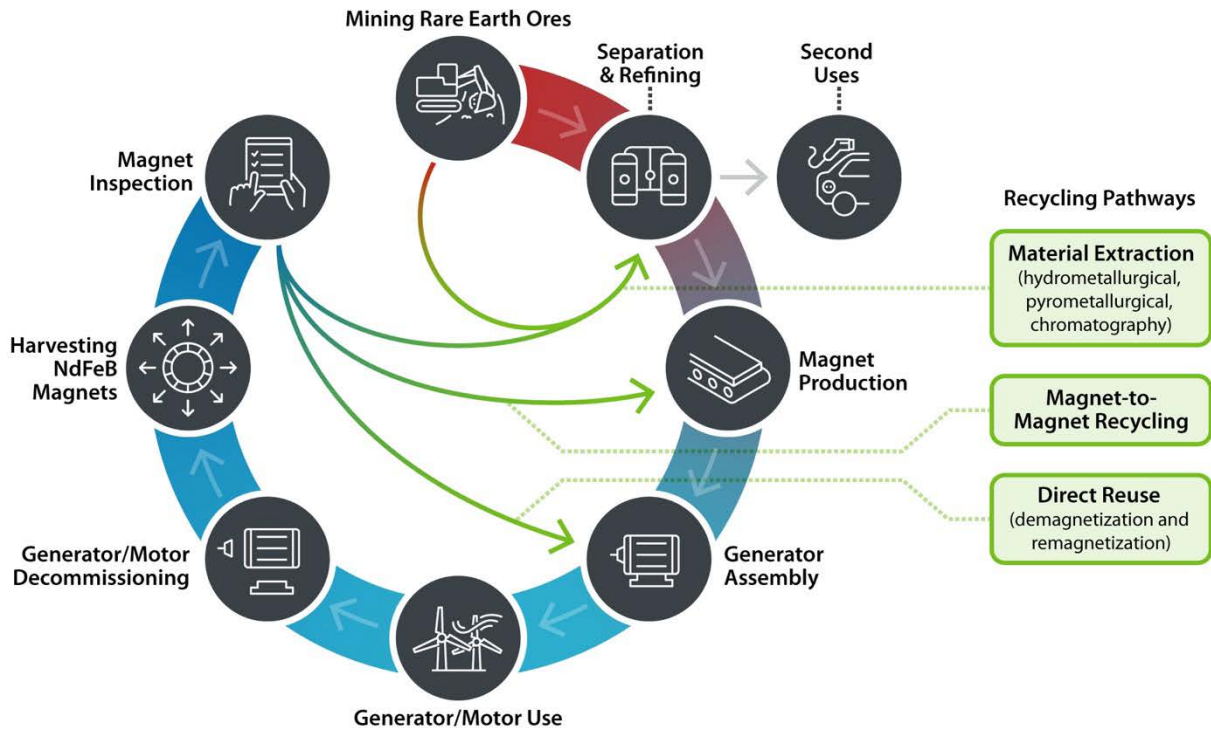 Mining Rare Earth Ores
Separation
& Refining
Second
Uses
Magnet
Inspection
Recycling Pathways
Material Extraction
(hydrometallurgical,
pyrometallurgical,
chromatography)
Harvesting
NdFeB
Magnets
Magnet
Production
Magnet-to-
Magnet Recycling
Direct Reuse
(demagnetization and
remagnetization)
Generator/Motor
Decommissioning
Generator
Assembly
Generator/Motor Use